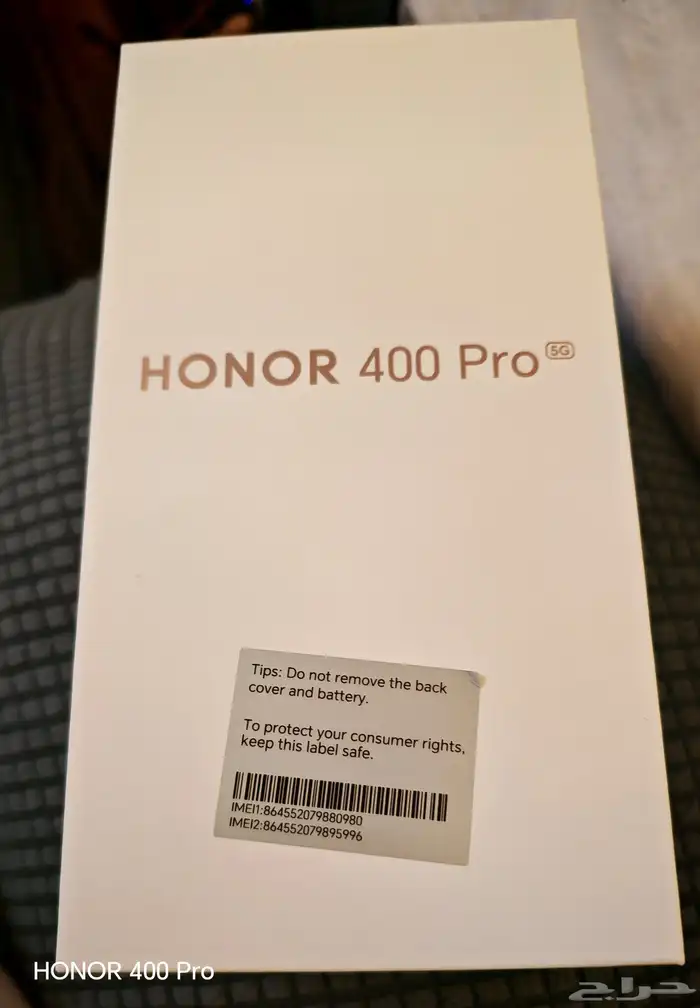 HONOR 400 Pro 5G
Tips: Do not remove the back
cover and battery.
To protect your consumer rights,
keep this label safe.
IMEI1:864552079880980
IMEI2:864552079895996
HONOR 400 Pro
حراج